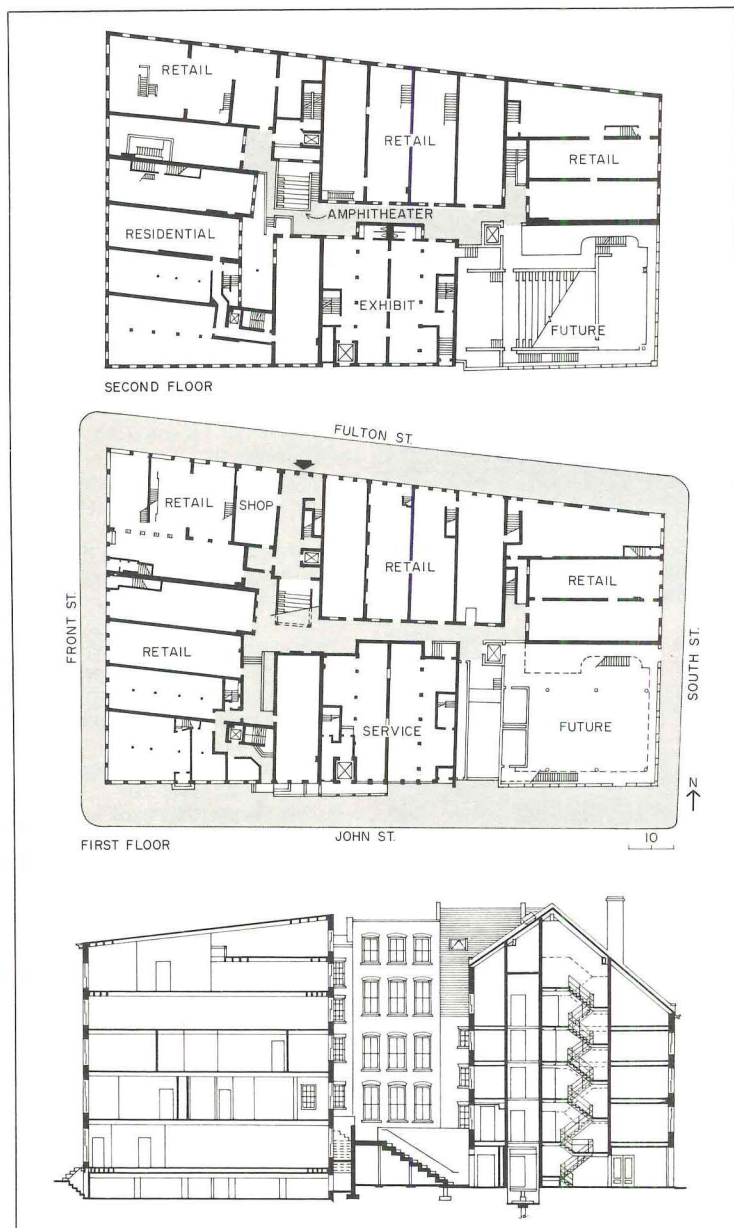 RETAIL
RETAIL
RETAIL
AMPHITHEATER
RESIDENTIAL
EXHIBIT
FUTURE
SECOND FLOOR
FULTON ST.
RETAIL
SHOP
RETAIL
RETAIL
FRONT ST.
RETAIL
SOUTH ST.
SERVICE
FUTURE
N
JOHN ST.
FIRST FLOOR
10